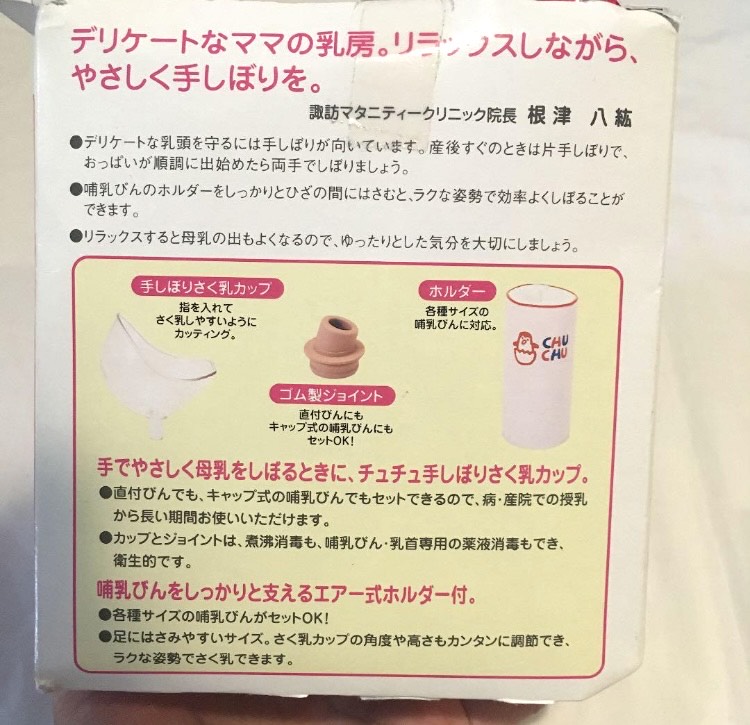 デリケートなママの乳房。リラックスしながら、
やさしく手しぼりを。
諏訪マタニティークリニック院長 根津 八紘
●デリケートな乳頭を守るには手しぼりが向いています。産後すぐのときは片手しぼりで、
おっぱいが順調に出始めたら両手でしぼりましょう。
●哺乳びんのホルダーをしっかりとひざの間にはさむと、ラクな姿勢で効率よくしぼることが
できます。
●リラックスすると母乳の出もよくなるので、ゆったりとした気分を大切にしましょう。
手しぼりさく乳カップ
指を入れて
さく乳しやすいように
カッティング。
ゴム製ジョイント
直付びんにも
キャップ式の哺乳びんにも
セットOK!
ホルダー
各種サイズの
哺乳びんに対応。
CHU
CHU
手でやさしく母乳をしぼるときに、チュチュ手しぼりさく乳カップ。
●直付びんでも、キャップ式の哺乳びんでもセットできるので、病・産院での授乳
から長い期間お使いいただけます。
●カップとジョイントは、煮沸消毒も、哺乳びん・乳首専用の薬液消毒もでき、
衛生的です。
哺乳びんをしっかりと支えるエアー式ホルダー付。
●各種サイズの哺乳びんがセットOK!
●足にはさみやすいサイズ。さく乳カップの角度や高さもカンタンに調節でき、
ラクな姿勢でさく乳できます。